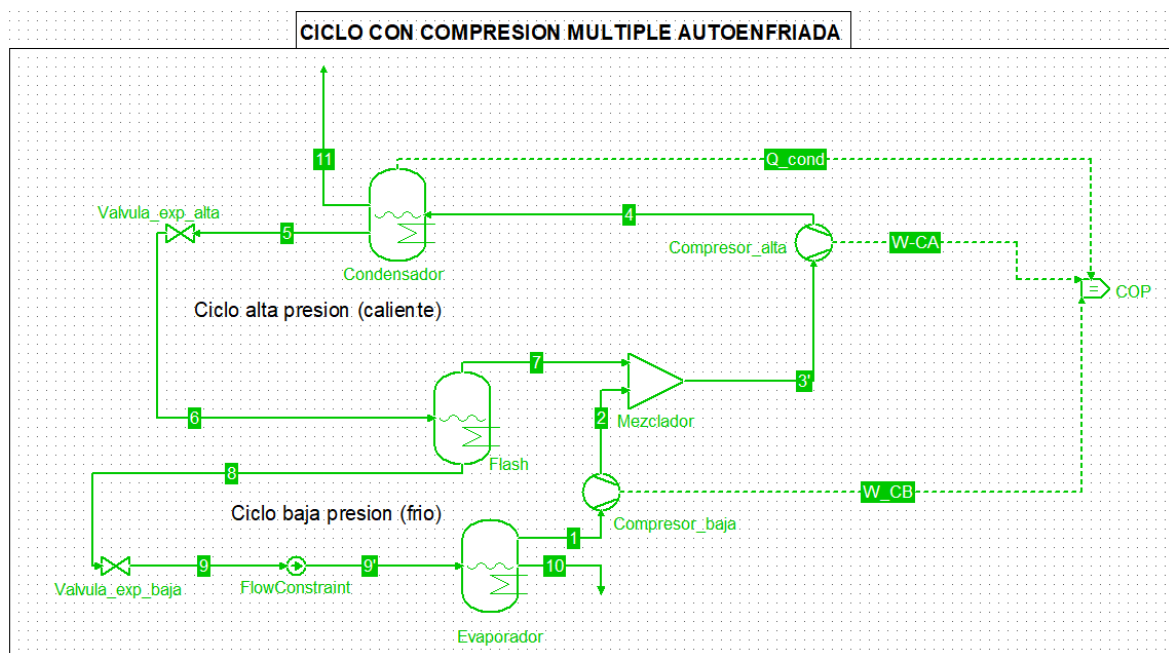 CICLO CON COMPRESION MULTIPLE AUTOENFRIADA
11
Q_cond
Valvula_exp_alta
5
4
Condensador
Compresor_alta
W-CA
=
COP
Ciclo alta presion (caliente)
7
3'
6
2
Mezclador
Flash
8
W_CB
Ciclo baja presion (frio)
Compresor_baja
1
10
9
9'
Valvula_exp_baja
FlowConstraint
Evaporador